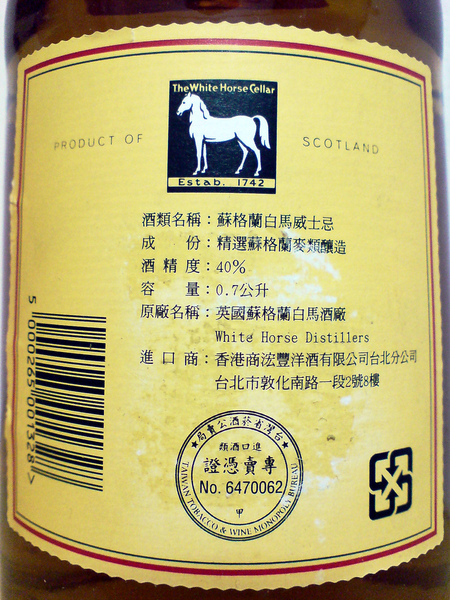 The White Horse Cellar
PRODUCT OF SCOTLAND
Estab. 1742
酒類名稱：蘇格蘭白馬威士忌
成　份：精選蘇格蘭麥類釀造
酒精度：40%
容　量：0.7公升
原廠名稱：英國蘇格蘭白馬酒廠
White Horse Distillers
進口商：香港商浤豐洋酒有限公司台北分公司
台北市敦化南路一段2號8樓
5 000265 001328 >
★台灣省菸酒公賣局★
進口酒類
專賣憑證
No. 6470062
甲
TAIWAN TOBACCO & WINE MONOPOLY BUREAU